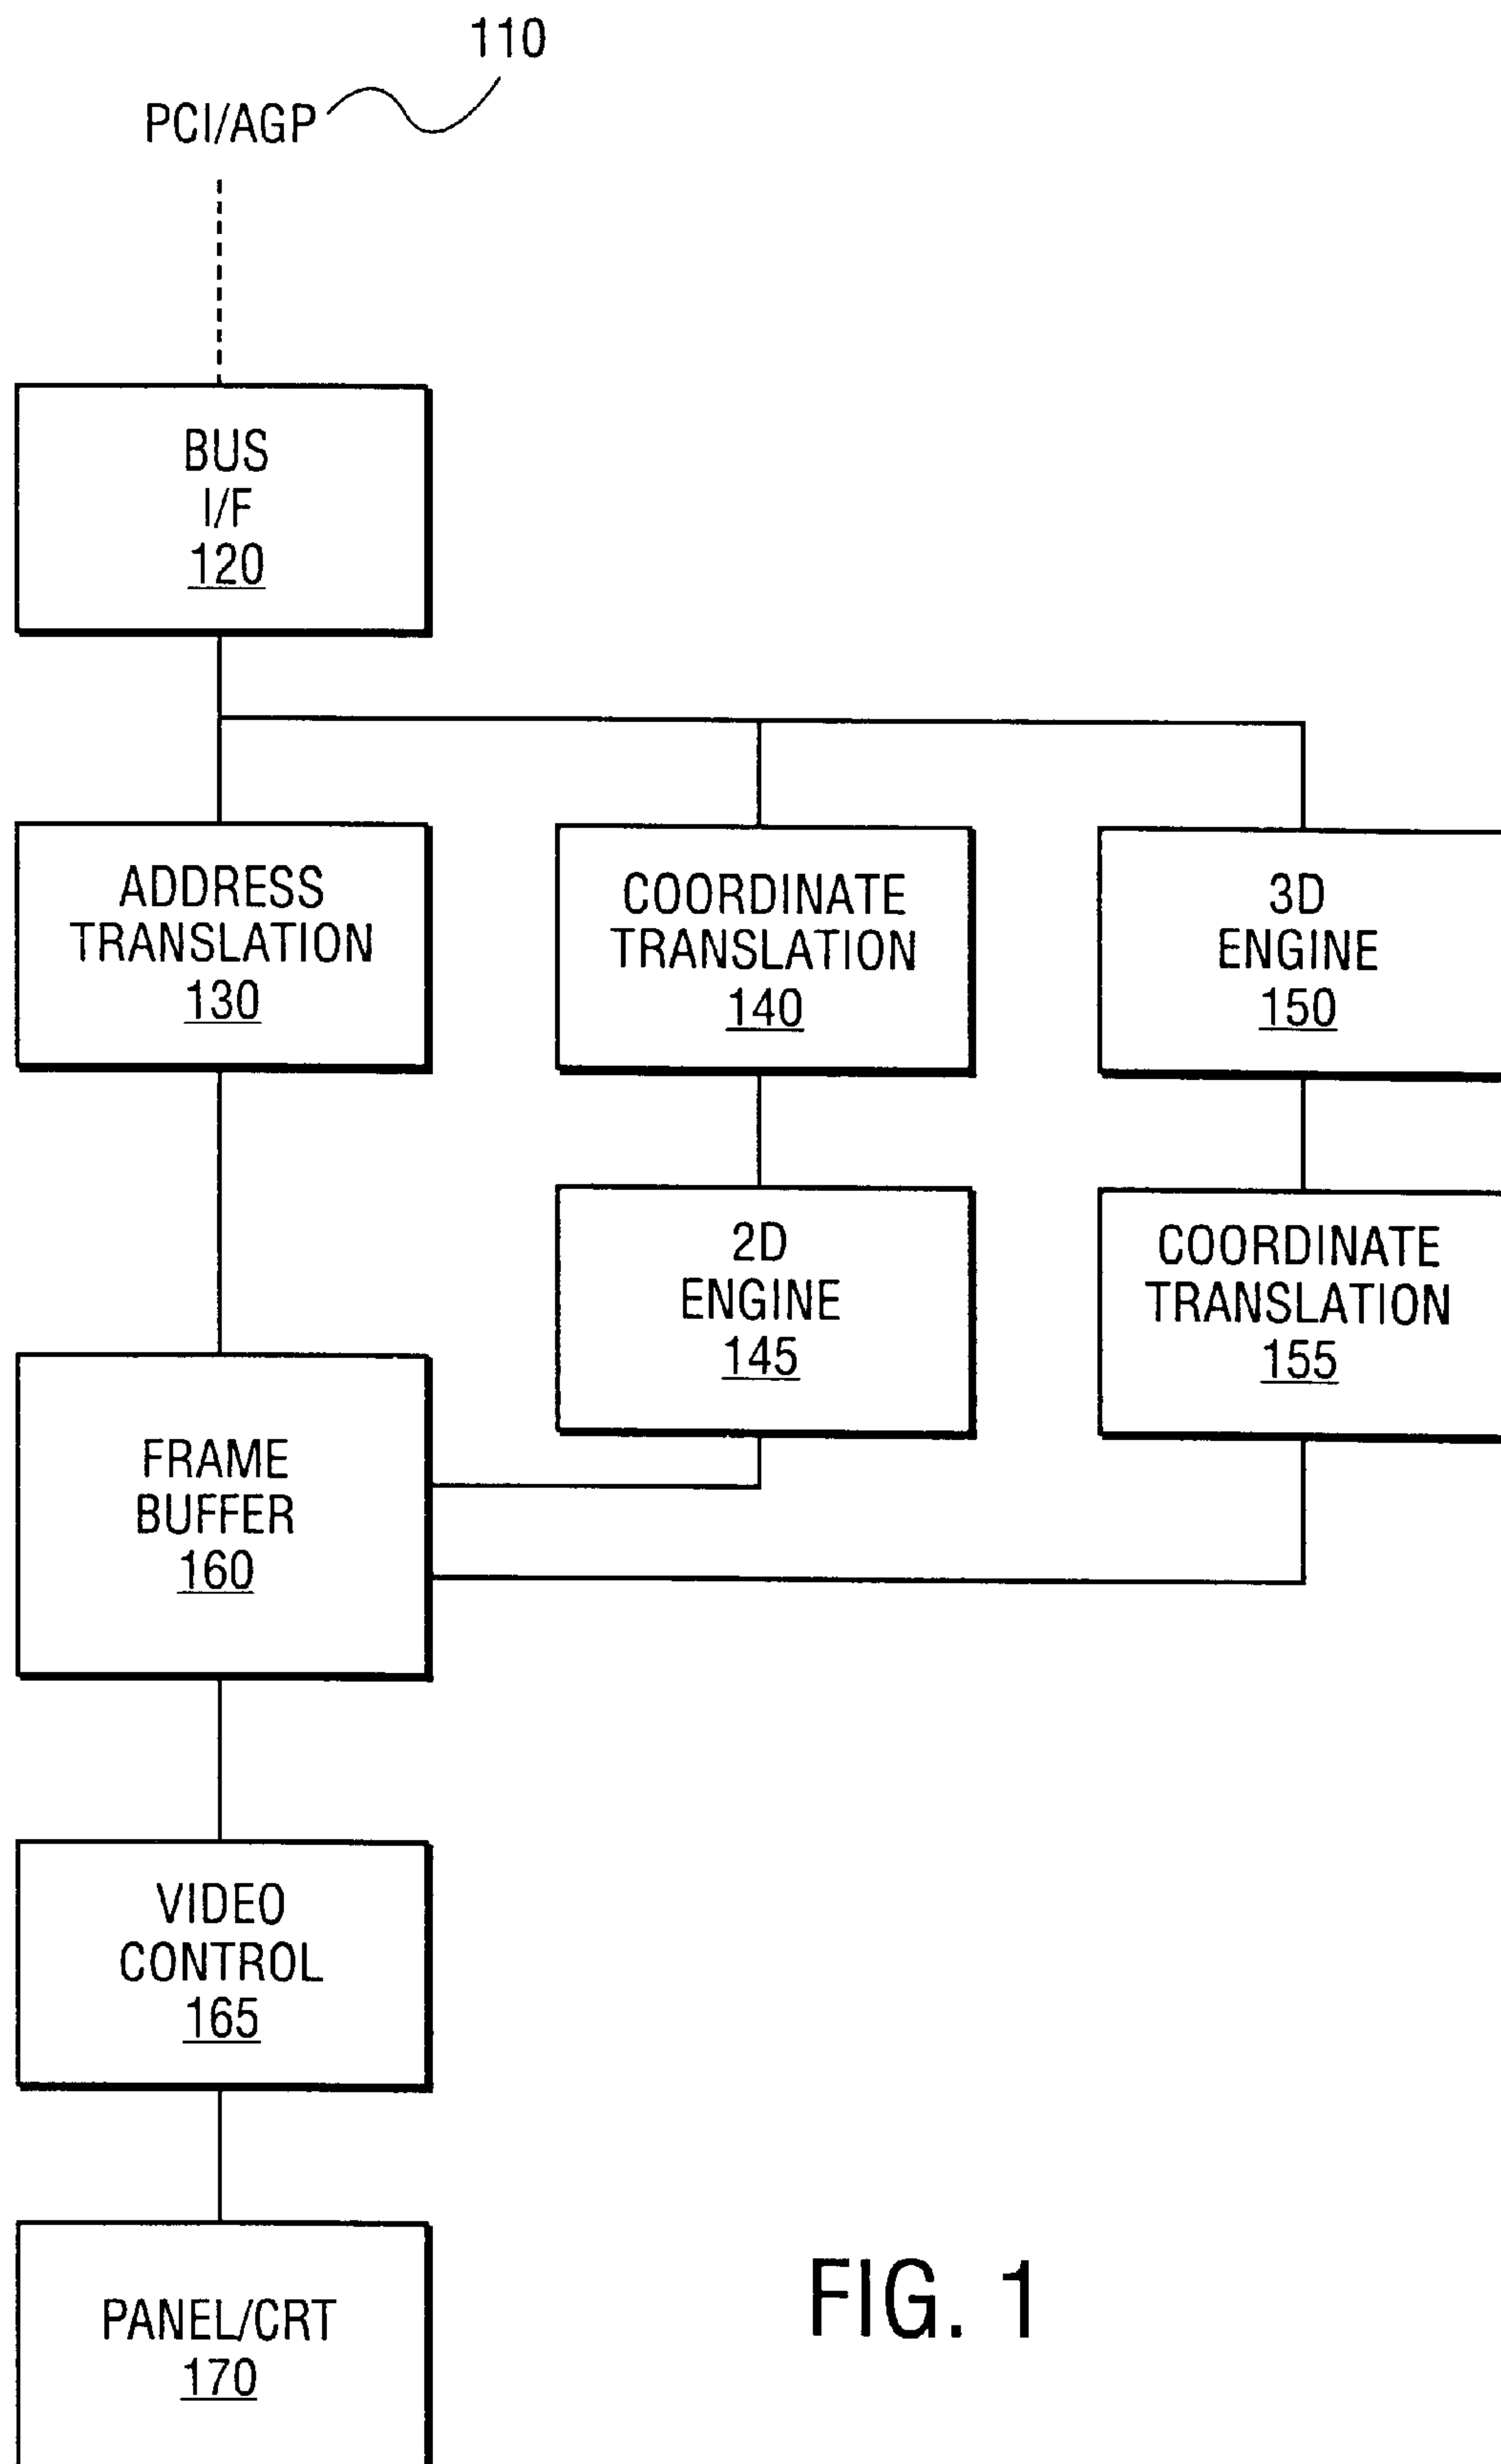 110
PCI/AGP
BUS
I/F
120
ADDRESS
TRANSLATION
130
COORDINATE
TRANSLATION
140
3D
ENGINE
150
2D
ENGINE
145
COORDINATE
TRANSLATION
155
FRAME
BUFFER
160
VIDEO
CONTROL
165
PANEL/CRT
170
FIG. 1